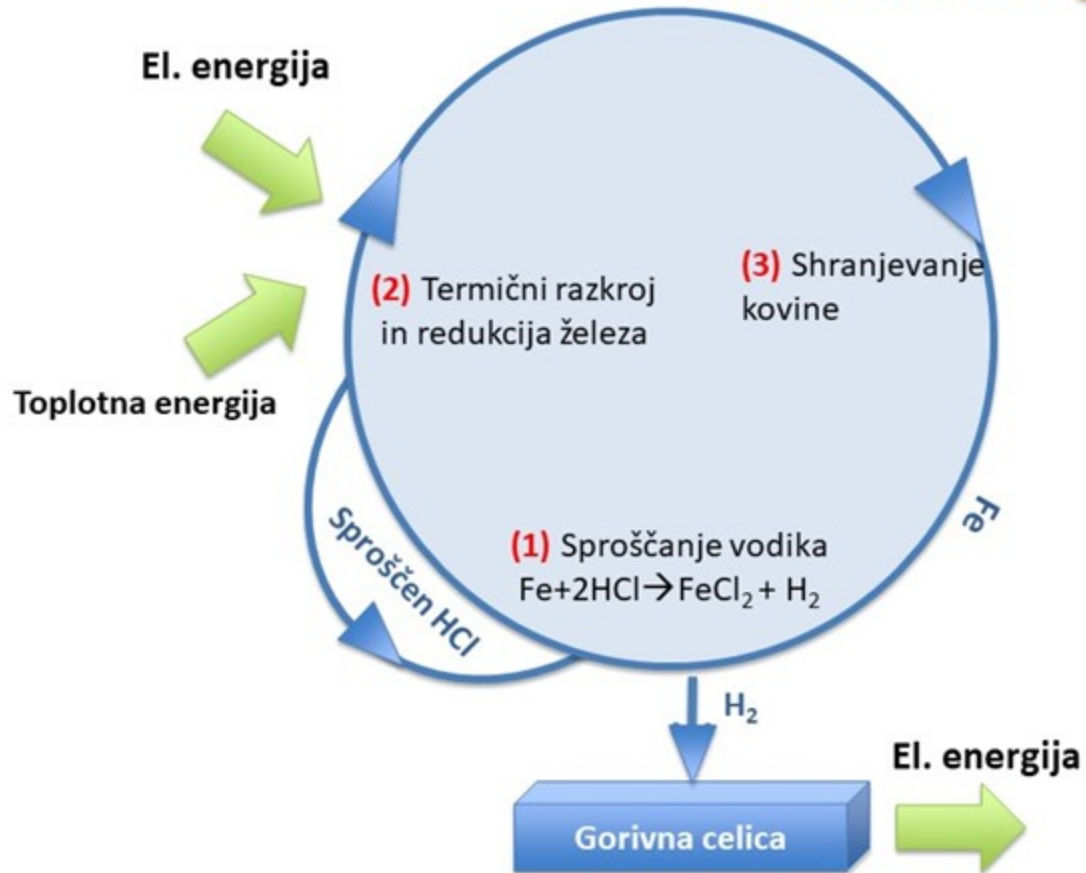 El. energija
Toplotna energija
(2) Termični razkroj
in redukcija železa
(3) Shranjevanje
kovine
Fe
Sproščen HCl
(1) Sproščanje vodika
Fe+2HCl→FeCl₂ + H₂
H₂
El. energija
Gorivna celica